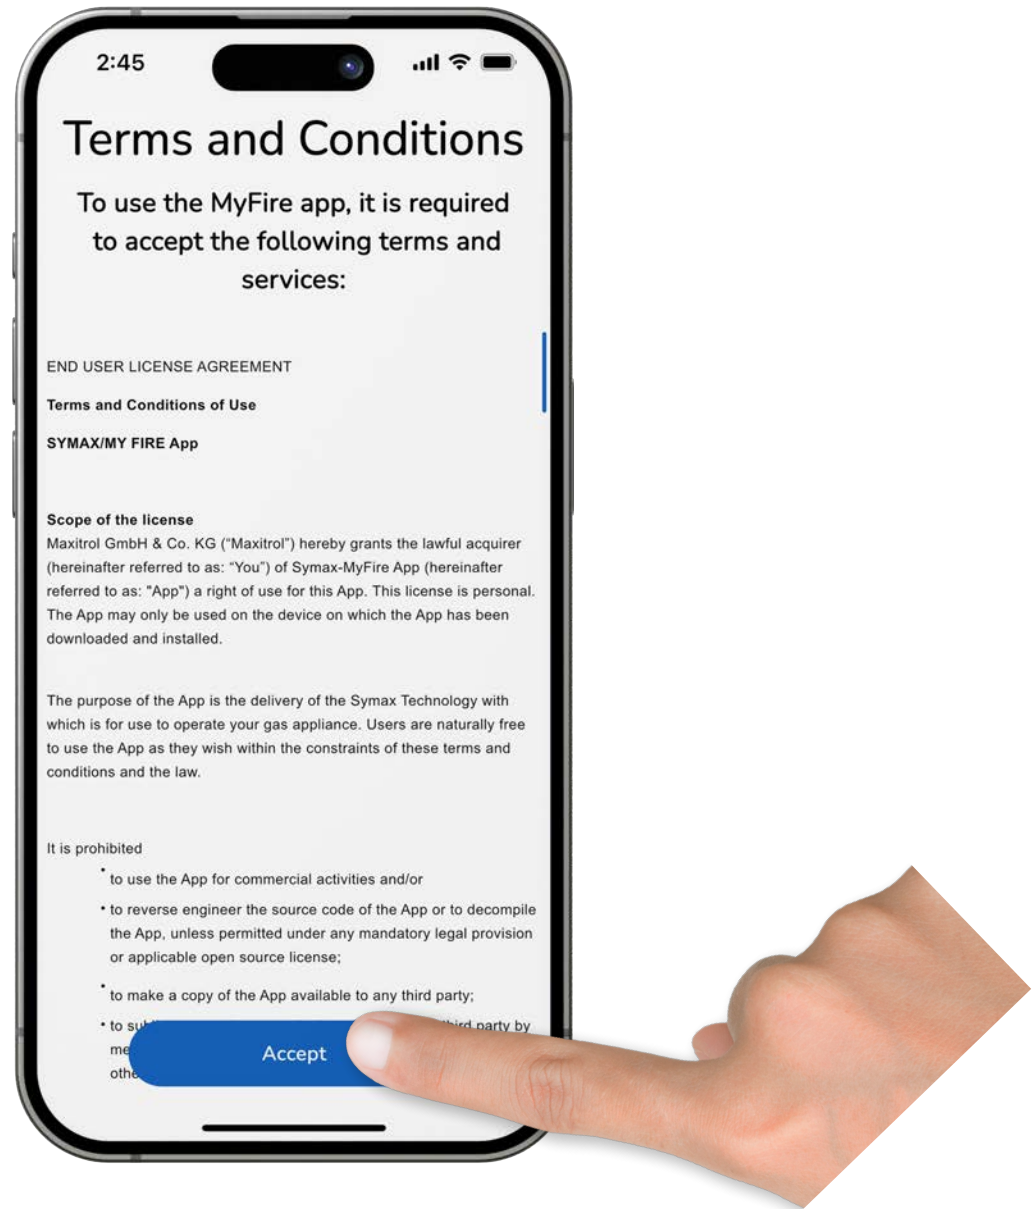 2:45
Terms and Conditions
To use the MyFire app, it is required
to accept the following terms and
services:
END USER LICENSE AGREEMENT
Terms and Conditions of Use
SYMAX/MY FIRE App
Scope of the license
Maxitrol GmbH & Co. KG (“Maxitrol”) hereby grants the lawful acquirer
(hereinafter referred to as: “You”) of Symax-MyFire App (hereinafter
referred to as: "App") a right of use for this App. This license is personal.
The App may only be used on the device on which the App has been
downloaded and installed.
The purpose of the App is the delivery of the Symax Technology with
which is for use to operate your gas appliance. Users are naturally free
to use the App as they wish within the constraints of these terms and
conditions and the law.
It is prohibited
• to use the App for commercial activities and/or
• to reverse engineer the source code of the App or to decompile
the App, unless permitted under any mandatory legal provision
or applicable open source license;
• to make a copy of the App available to any third party;
• to party by
Accept